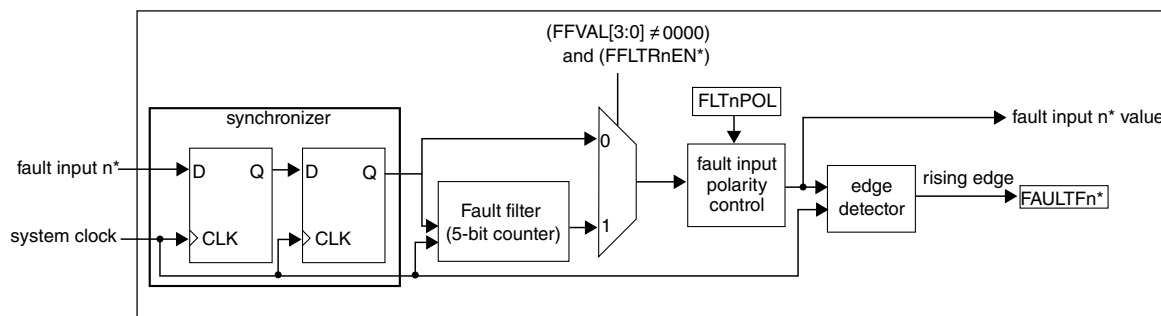 (FFVAL[3:0] ≠ 0000)
and (FFLTRnEN*)
FLTnPOL
synchronizer
fault input n* value
0
fault input n*
D
Q
D
Q
fault input
polarity
control
edge
detector
rising edge
FAULTFn*
Fault filter
(5-bit counter)
1
system clock
CLK
CLK